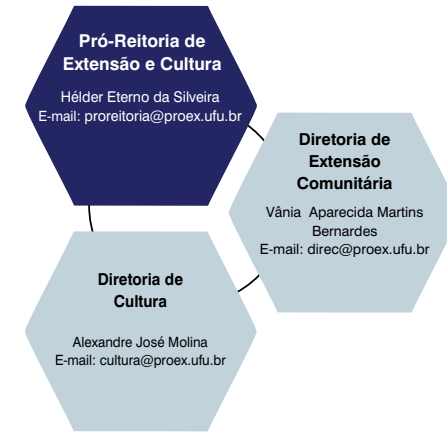 Pró-Reitoria de
Extensão e Cultura
Hélder Eterno da Silveira
E-mail: proreitoria@proex.ufu.br
Diretoria de
Extensão
Comunitária
Vânia Aparecida Martins
Bernardes
E-mail: direc@proex.ufu.br
Diretoria de
Cultura
Alexandre José Molina
E-mail: cultura@proex.ufu.br